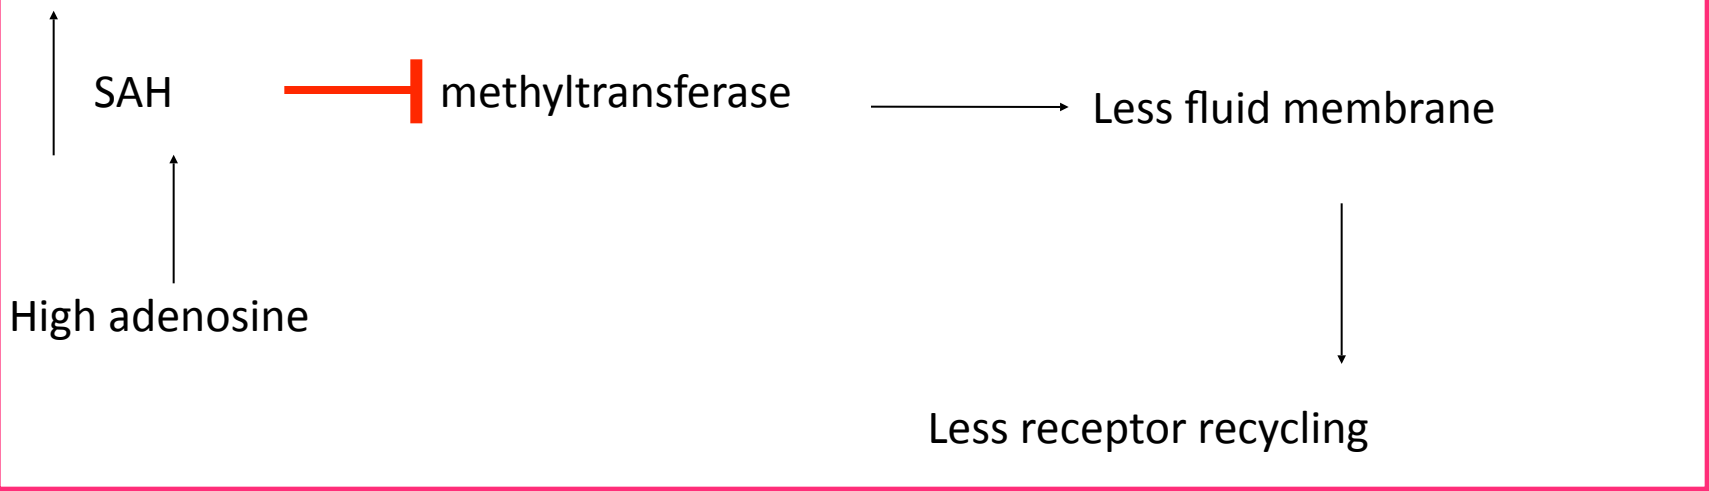 SAH
methyltransferase
Less fluid membrane
High adenosine
Less receptor recycling